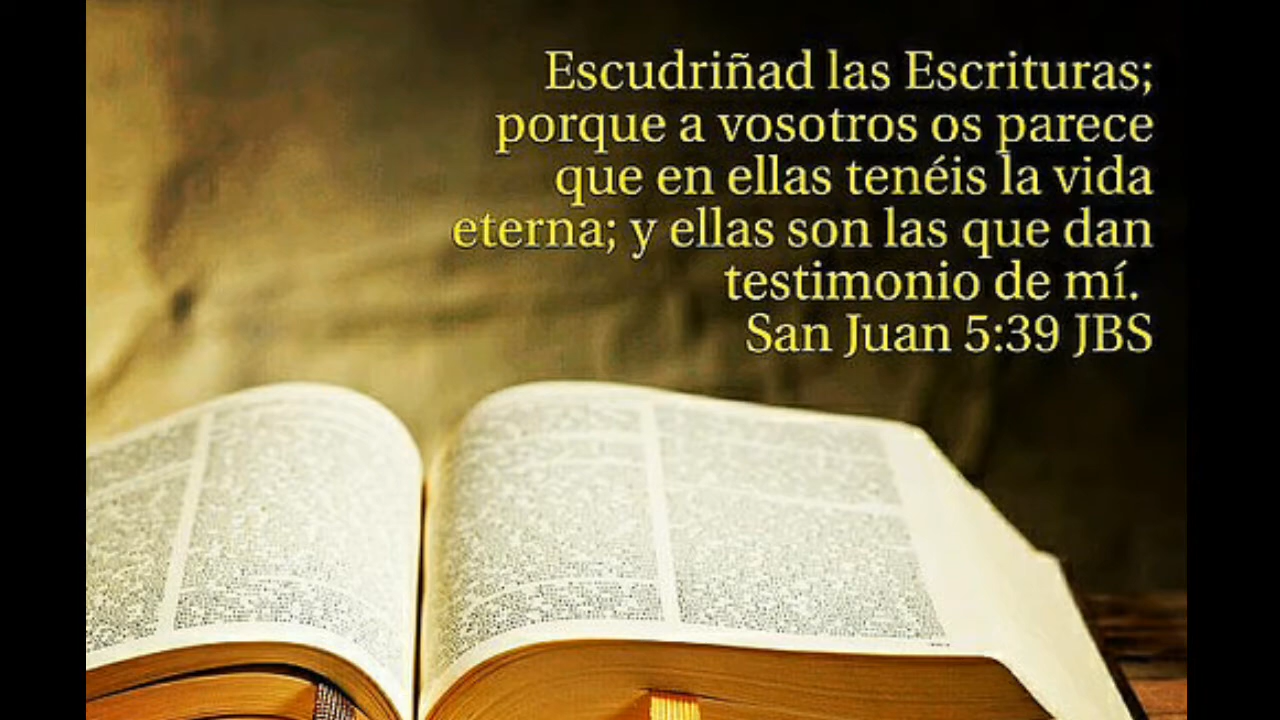 Escudriñad las Escrituras;
porque a vosotros os parece
que en ellas tenéis la vida
eterna; y ellas son las que dan
testimonio de mí.
San Juan 5:39 JBS